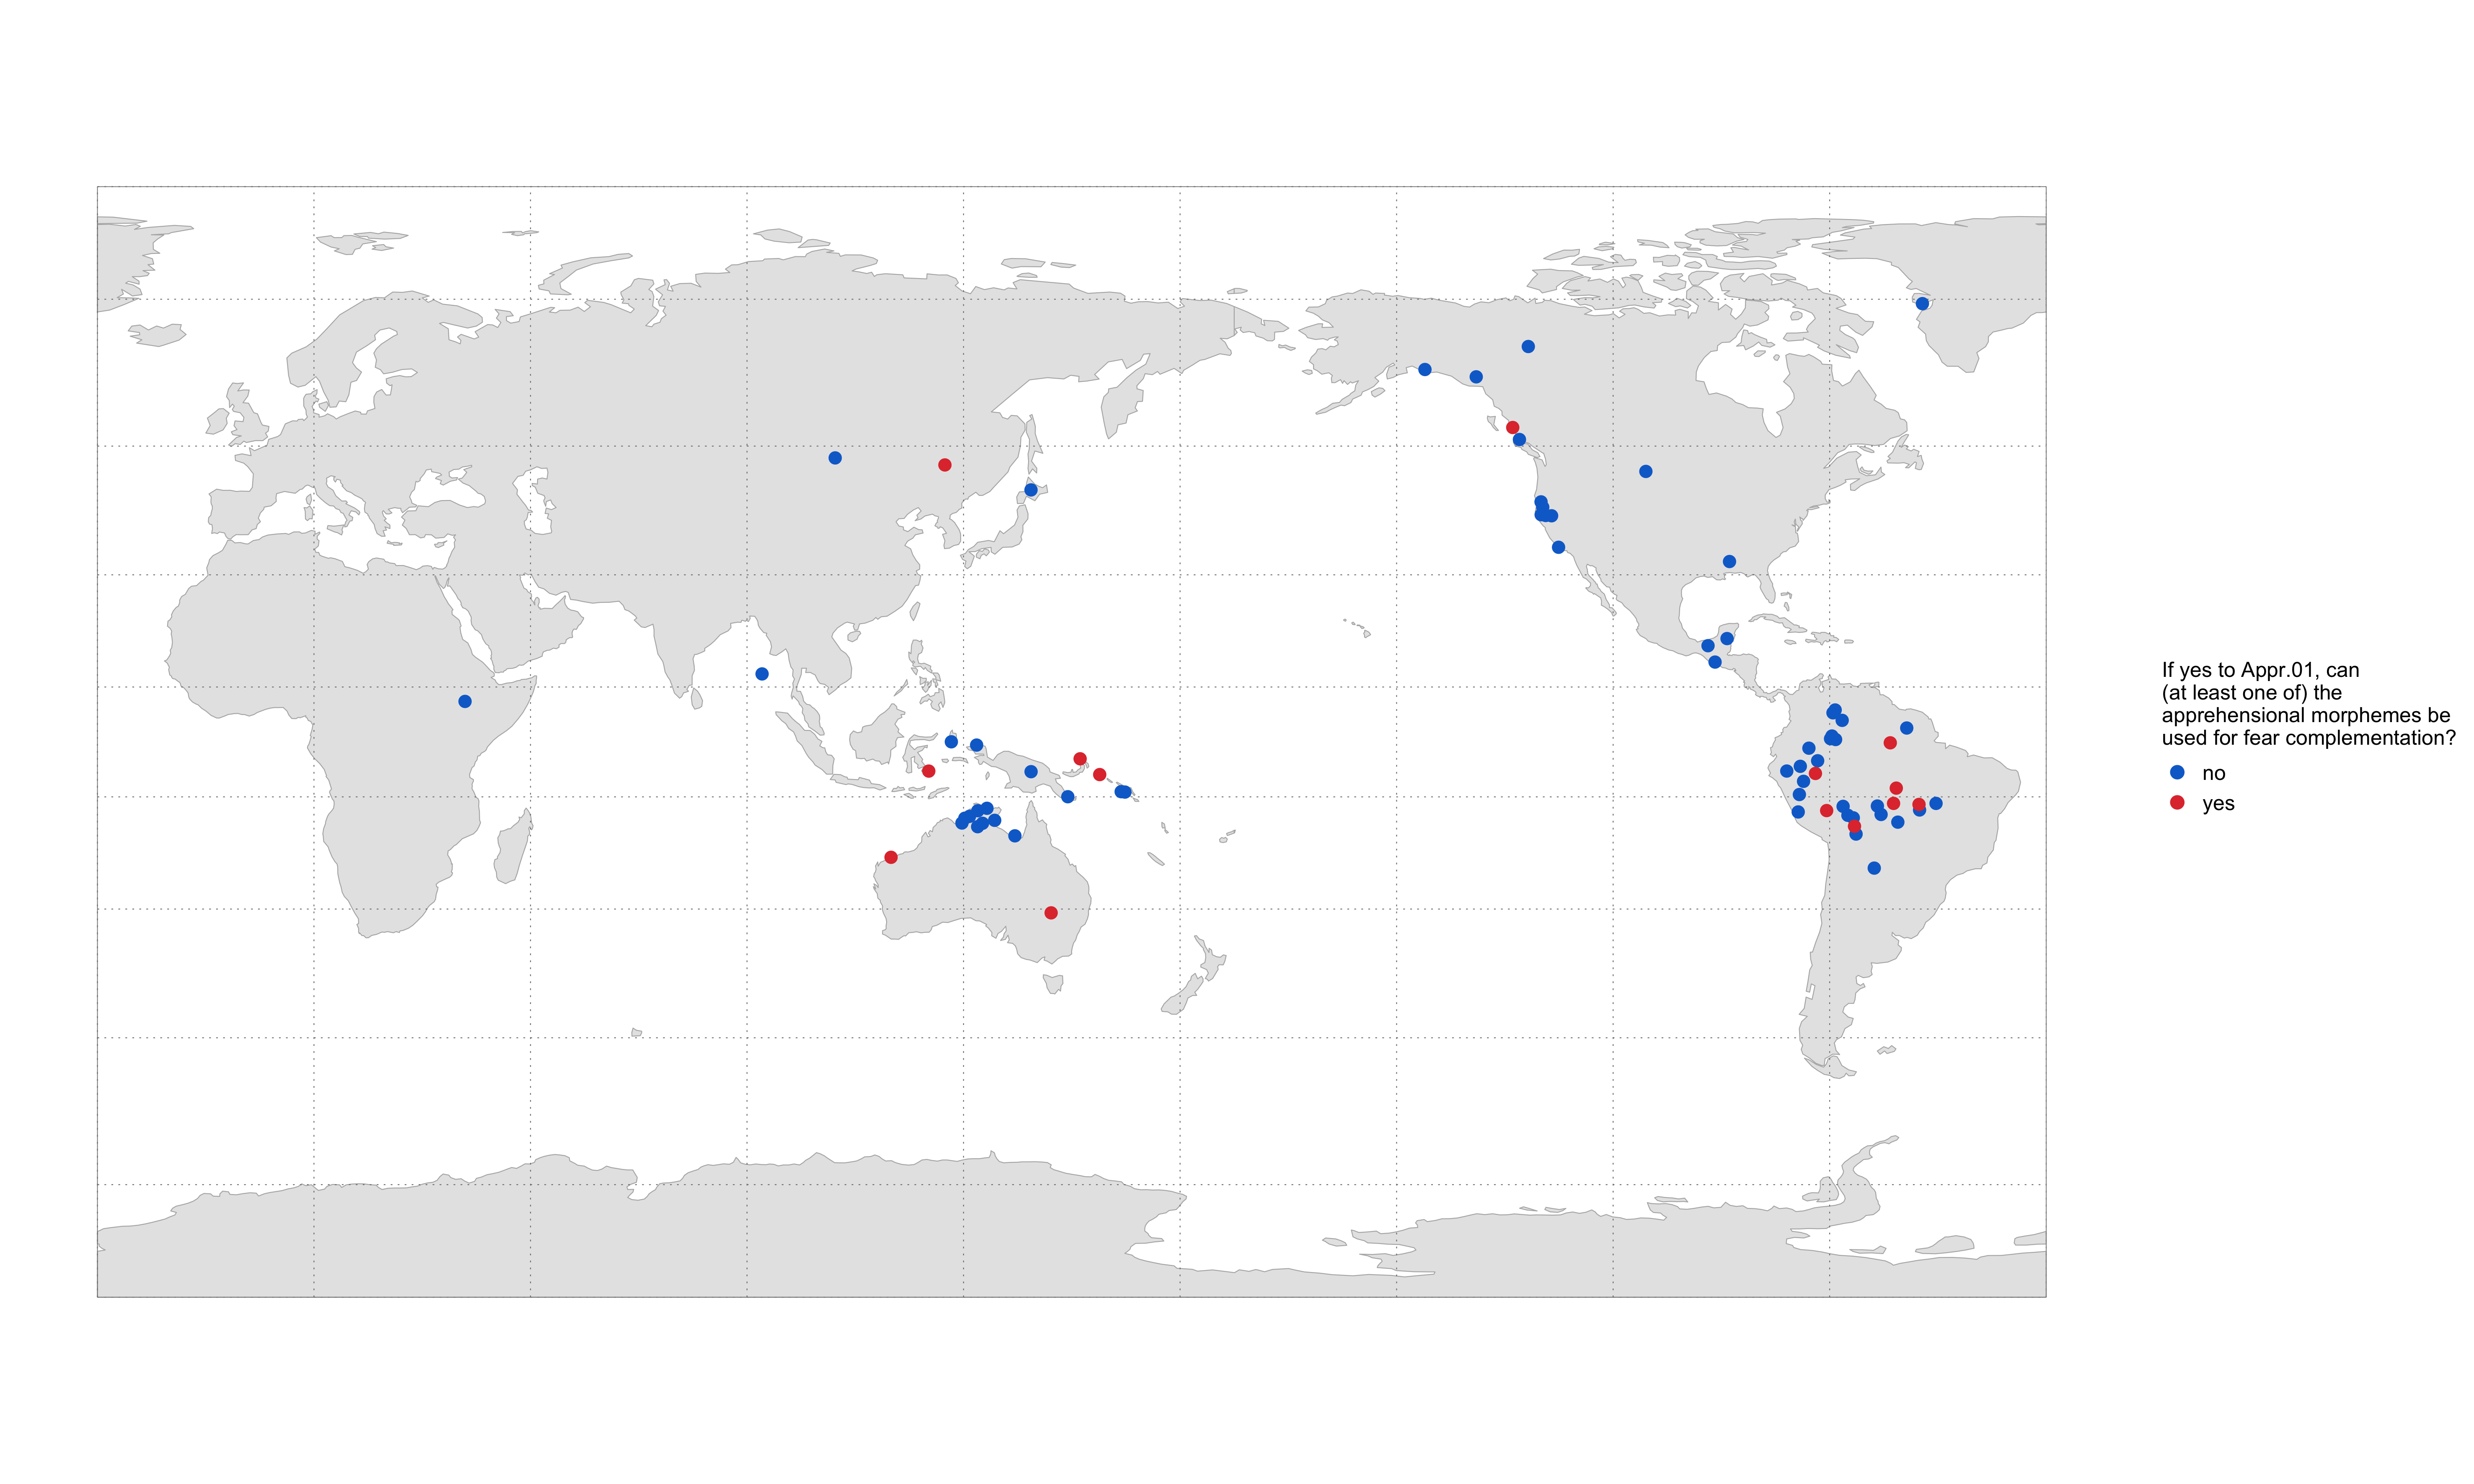 If yes to Appr.01, can
(at least one of) the
apprehensional morphemes be
used for fear complementation?
no
yes